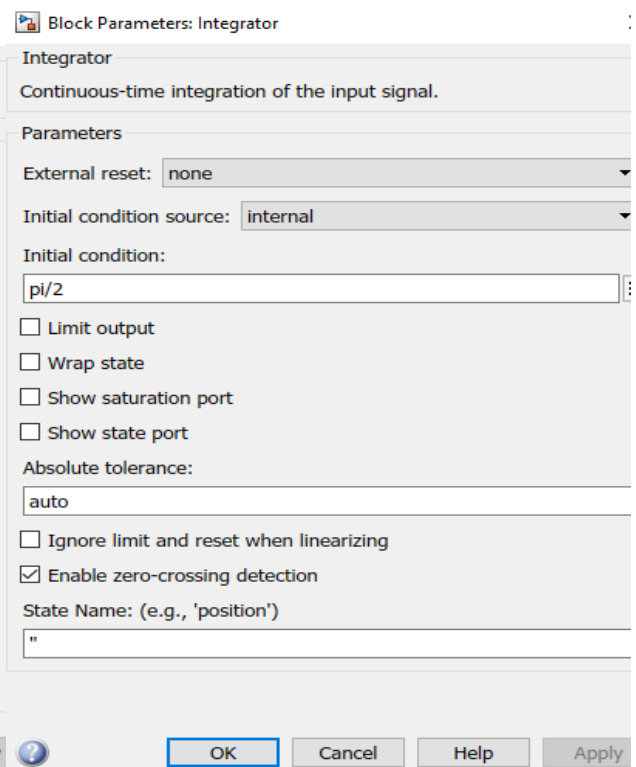 Block Parameters: Integrator
Integrator
Continuous-time integration of the input signal.
Parameters
External reset: none
Initial condition source: internal
Initial condition:
pi/2
Limit output
Wrap state
Show saturation port
Show state port
Absolute tolerance:
auto
Ignore limit and reset when linearizing
Enable zero-crossing detection
State Name: (e.g., 'position')
''
OK Cancel Help Apply